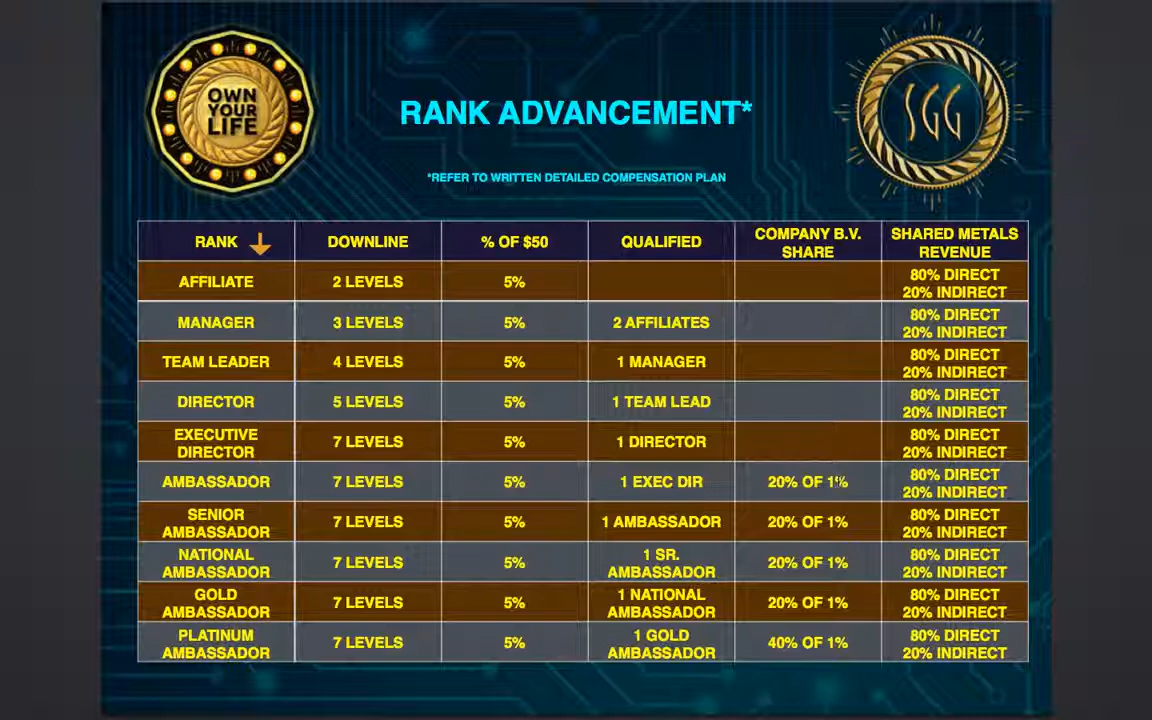 OWN
YOUR
LIFE
RANK ADVANCEMENT*
SGG
*REFER TO WRITTEN DETAILED COMPENSATION PLAN
RANK DOWNLINE % OF $50 QUALIFIED COMPANY B.V. SHARE SHARED METALS REVENUE
AFFILIATE 2 LEVELS 5% 80% DIRECT 20% INDIRECT
MANAGER 3 LEVELS 5% 2 AFFILIATES 80% DIRECT 20% INDIRECT
TEAM LEADER 4 LEVELS 5% 1 MANAGER 80% DIRECT 20% INDIRECT
DIRECTOR 5 LEVELS 5% 1 TEAM LEAD 80% DIRECT 20% INDIRECT
EXECUTIVE DIRECTOR 7 LEVELS 5% 1 DIRECTOR 80% DIRECT 20% INDIRECT
AMBASSADOR 7 LEVELS 5% 1 EXEC DIR 20% OF 1% 80% DIRECT 20% INDIRECT
SENIOR AMBASSADOR 7 LEVELS 5% 1 AMBASSADOR 20% OF 1% 80% DIRECT 20% INDIRECT
NATIONAL AMBASSADOR 7 LEVELS 5% 1 SR. AMBASSADOR 20% OF 1% 80% DIRECT 20% INDIRECT
GOLD AMBASSADOR 7 LEVELS 5% 1 NATIONAL AMBASSADOR 20% OF 1% 80% DIRECT 20% INDIRECT
PLATINUM AMBASSADOR 7 LEVELS 5% 1 GOLD AMBASSADOR 40% OF 1% 80% DIRECT 20% INDIRECT